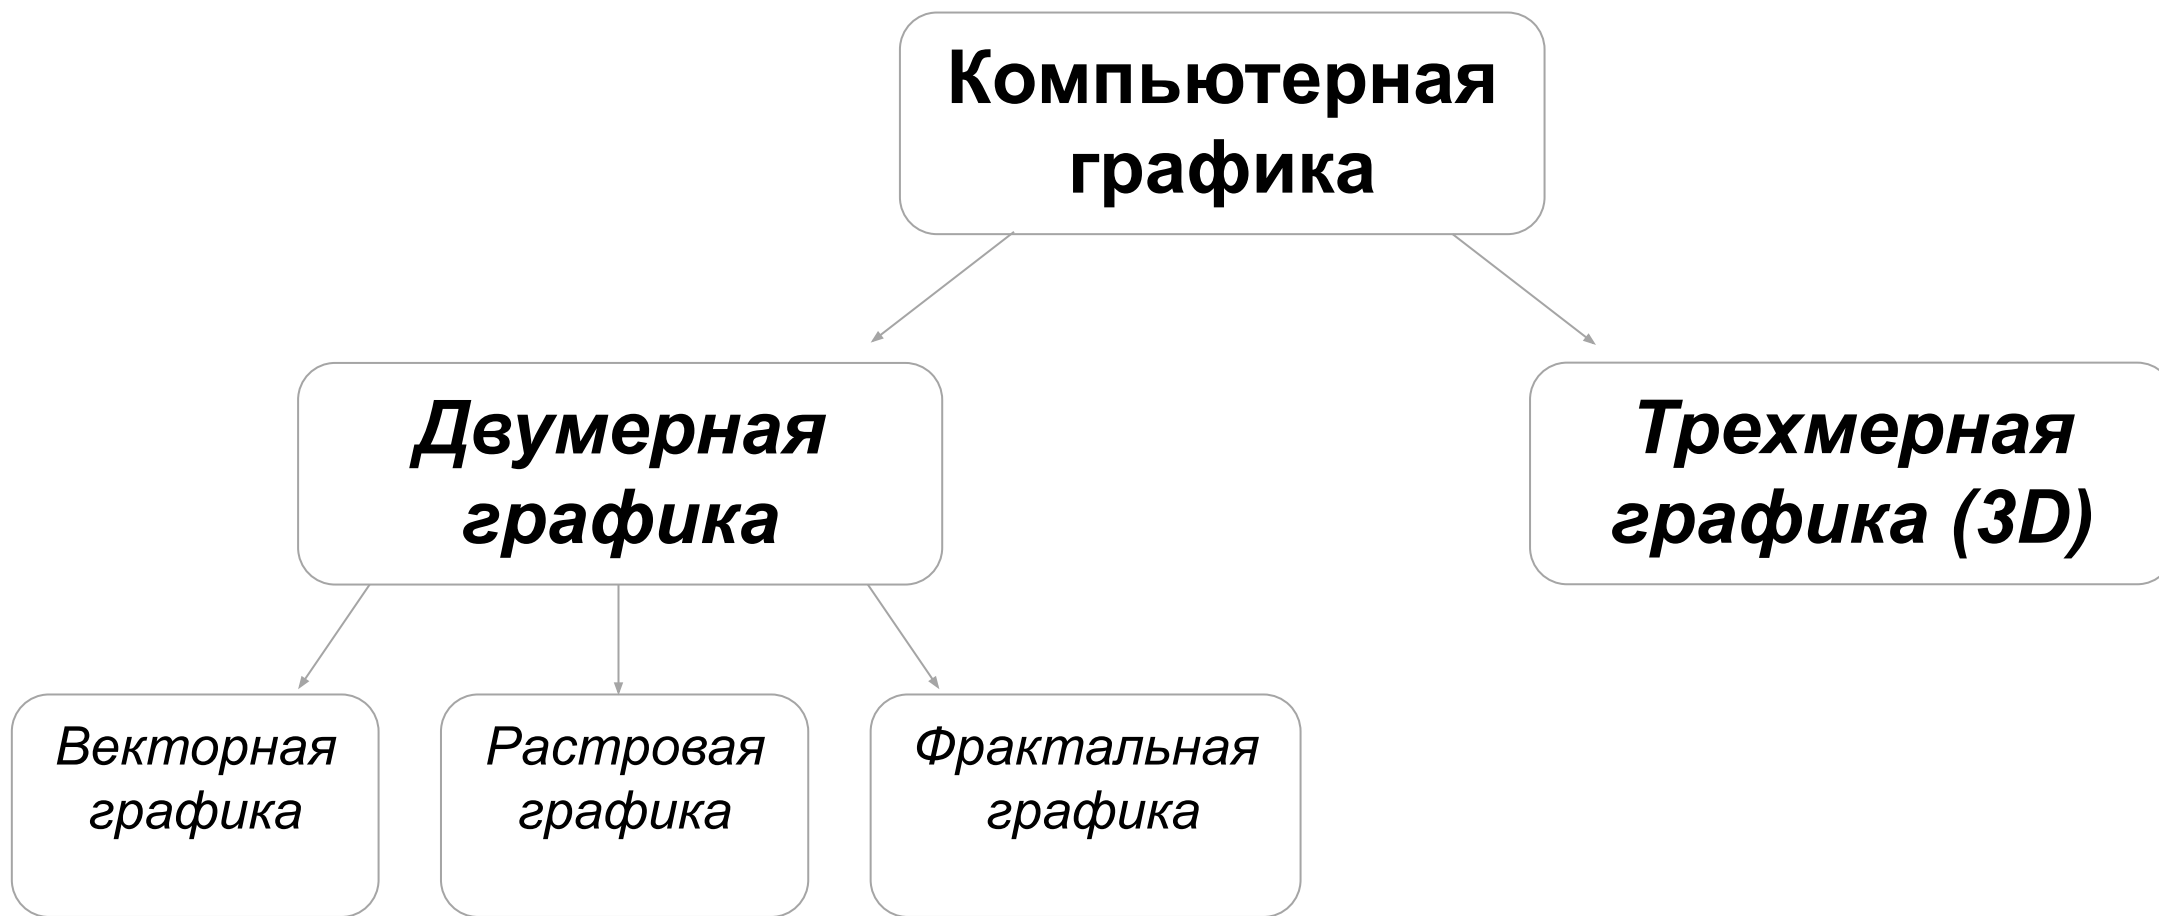 Компьютерная
графика
Двумерная
графика
Трехмерная
графика (3D)
Векторная
графика
Растровая
графика
Фрактальная
графика